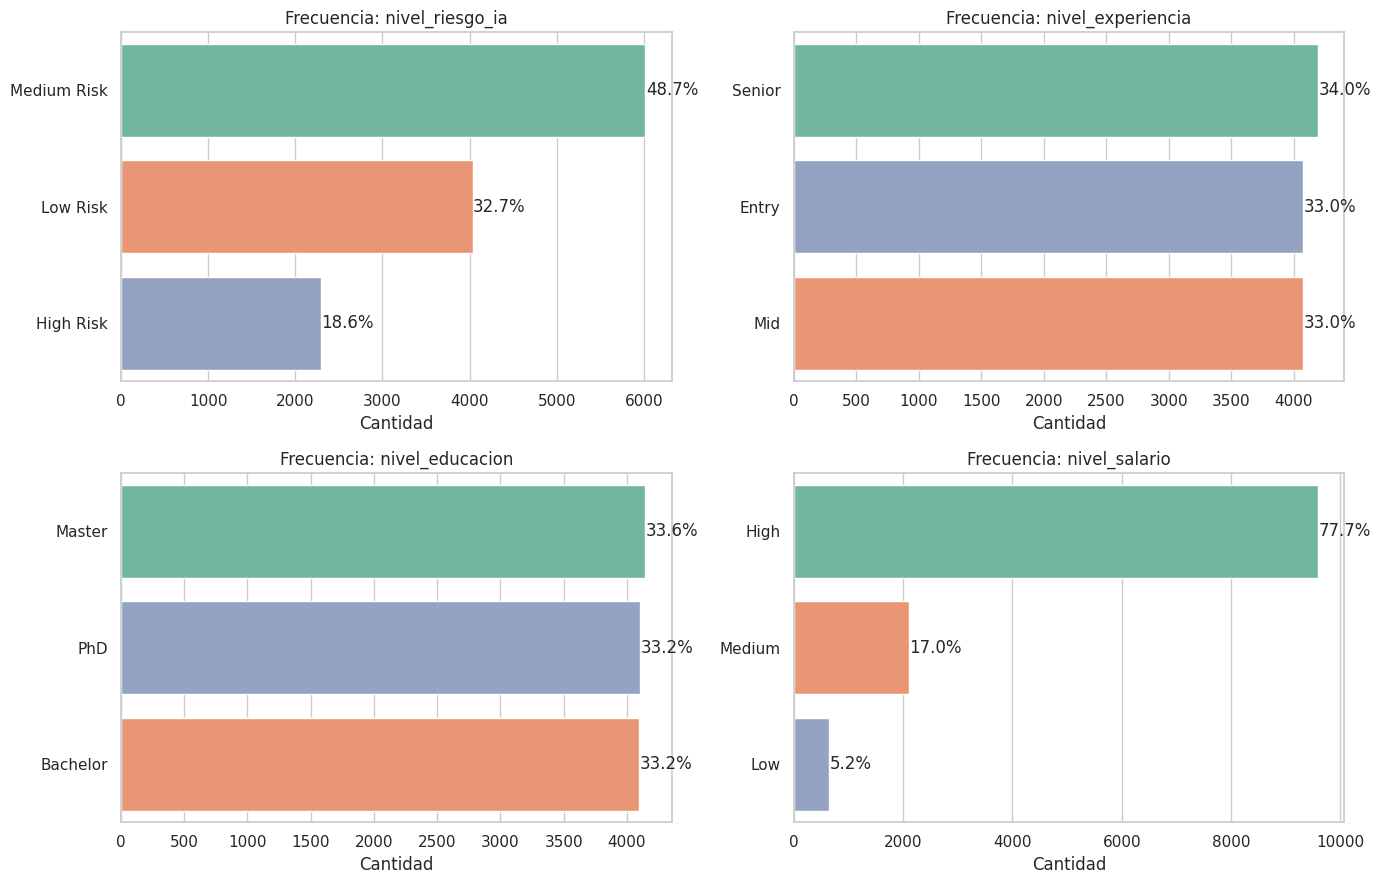 Frecuencia: nivel_riesgo_ia
Medium Risk
48.7%
Low Risk
32.7%
High Risk
18.6%
0 1000 2000 3000 4000 5000 6000
Cantidad
Frecuencia: nivel_experiencia
Senior
34.0%
Entry
33.0%
Mid
33.0%
0 500 1000 1500 2000 2500 3000 3500 4000
Cantidad
Frecuencia: nivel_educacion
Master
33.6%
PhD
33.2%
Bachelor
33.2%
0 500 1000 1500 2000 2500 3000 3500 4000
Cantidad
Frecuencia: nivel_salario
High
77.7%
Medium
17.0%
Low
5.2%
0 2000 4000 6000 8000 10000
Cantidad